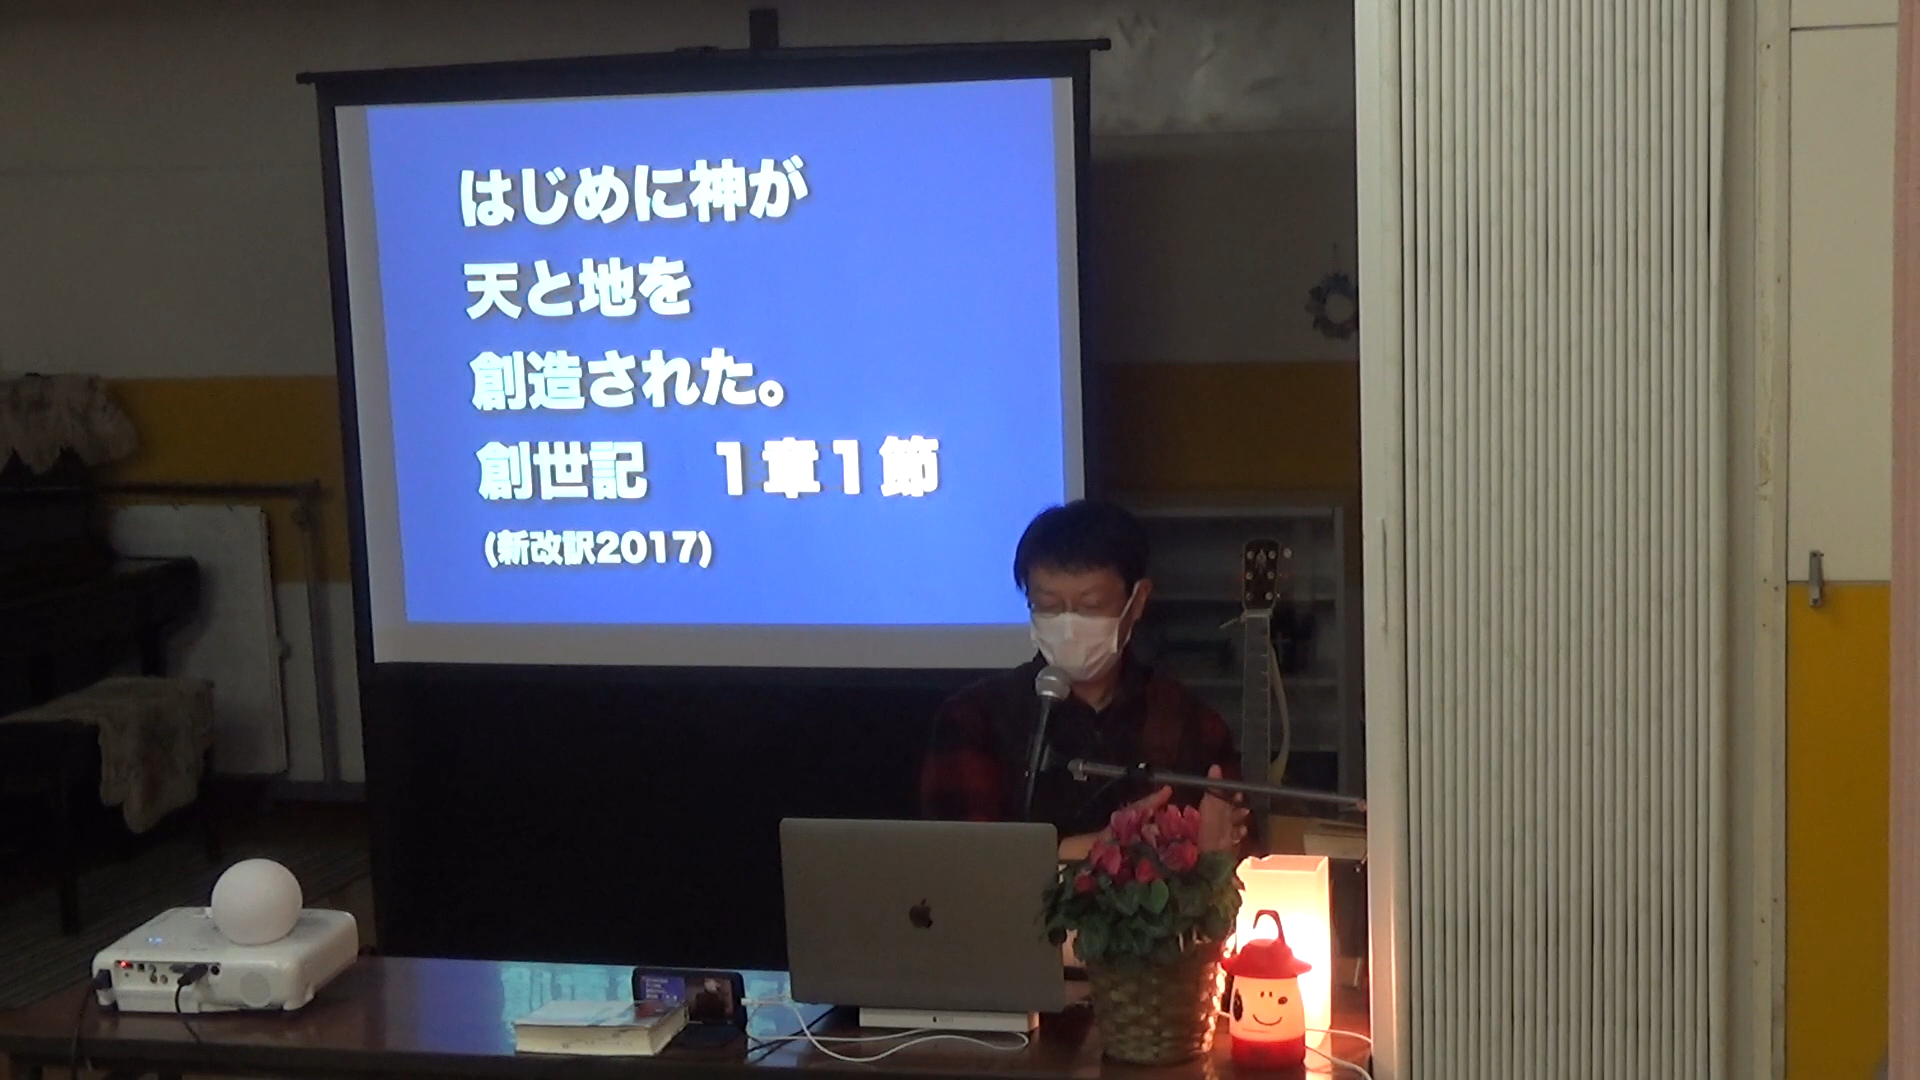 はじめに神が
天と地を
創造された。
創世記　１章１節
(新改訳2017)